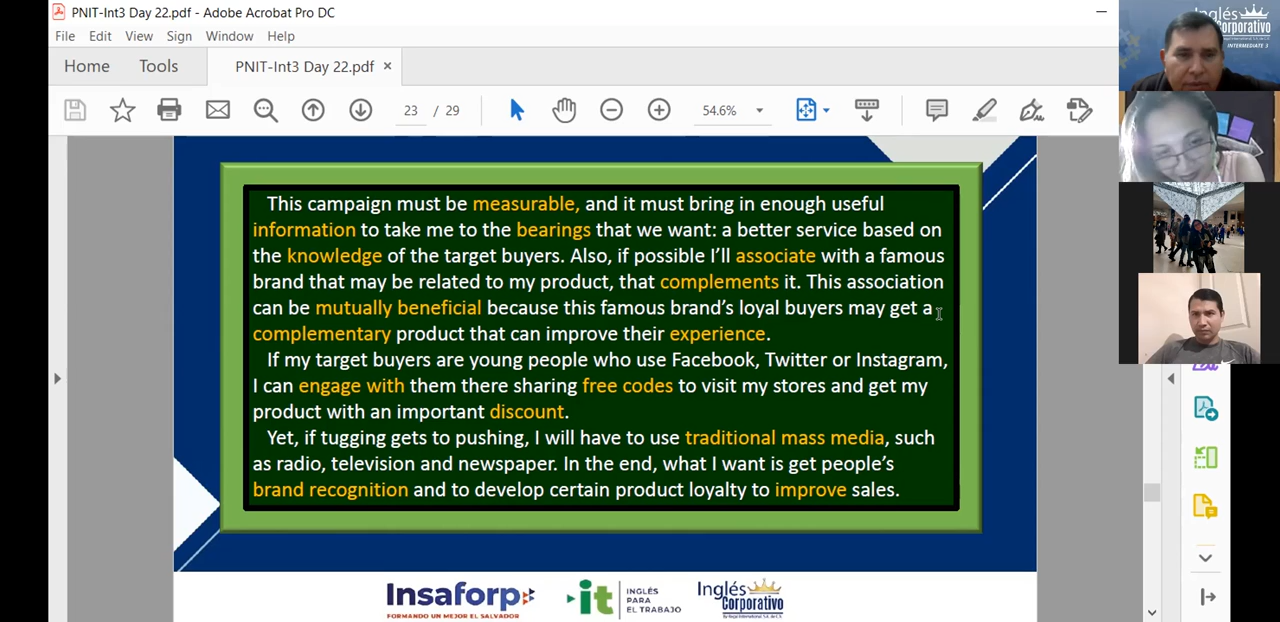 PNIT-Int3 Day 22.pdf - Adobe Acrobat Pro DC
File Edit View Sign Window Help
Home Tools PNIT-Int3 Day 22.pdf ×
23 / 29 54.6%
This campaign must be measurable, and it must bring in enough useful
information to take me to the bearings that we want: a better service based on
the knowledge of the target buyers. Also, if possible I'll associate with a famous
brand that may be related to my product, that complements it. This association
can be mutually beneficial because this famous brand's loyal buyers may get a
complementary product that can improve their experience.
If my target buyers are young people who use Facebook, Twitter or Instagram,
I can engage with them there sharing free codes to visit my stores and get my
product with an important discount.
Yet, if tugging gets to pushing, I will have to use traditional mass media, such
as radio, television and newspaper. In the end, what I want is get people's
brand recognition and to develop certain product loyalty to improve sales.
Insaforp
FORMANDO UN MEJOR EL SALVADOR
it INGLÉS
PARA
EL TRABAJO
Inglés
Corporativo
Inglés
Corporativo
INTERMEDIATE 3